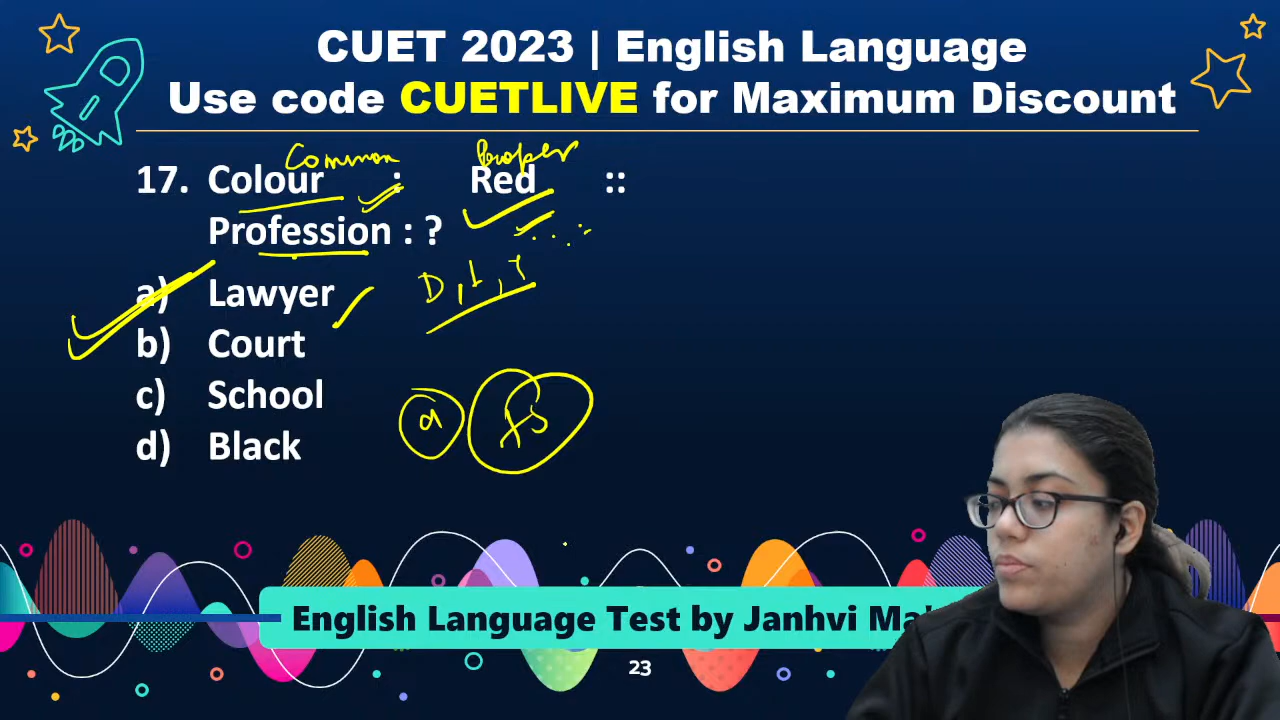 CUET 2023 | English Language
Use code CUETLIVE for Maximum Discount
Common Proper
17. Colour : Red ::
Profession : ?
a) Lawyer
D, L, T
b) Court
c) School
a
d) Black
English Language Test by Janhvi Ma'
23